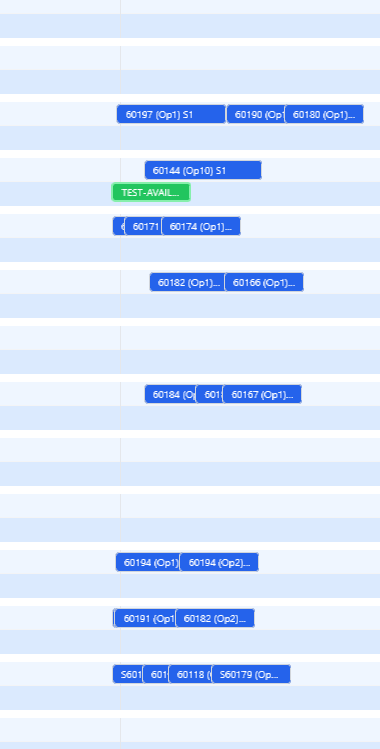 60197 (Op1) S1 60190 (Op1 60180 (Op1)...
60144 (Op10) S1
TEST-AVAIL...
60171 60174 (Op1)...
60182 (Op1)... 60166 (Op1)...
60184 (Op 601 60167 (Op1)...
60194 (Op1) 60194 (Op2)...
60191 (Op1 60182 (Op2)...
S601 601 60118 ( S60179 (Op...